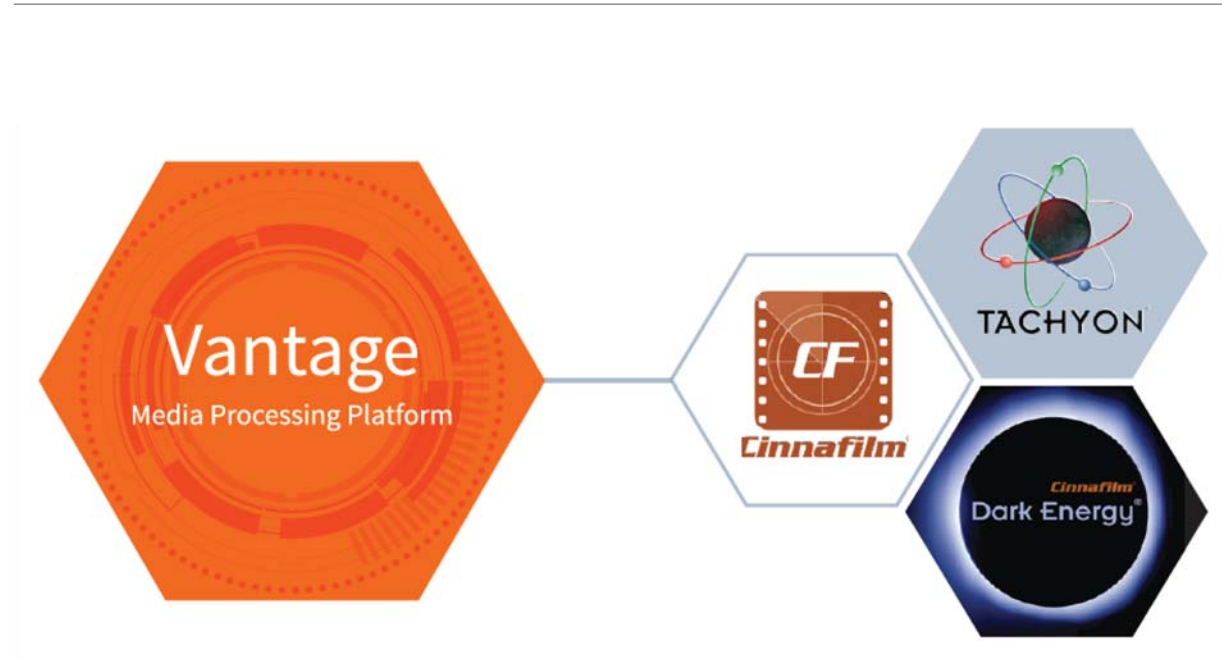 Vantage
Media Processing Platform
CF
Cinnafilm
TACHYON
Cinnafilm
Dark Energy®